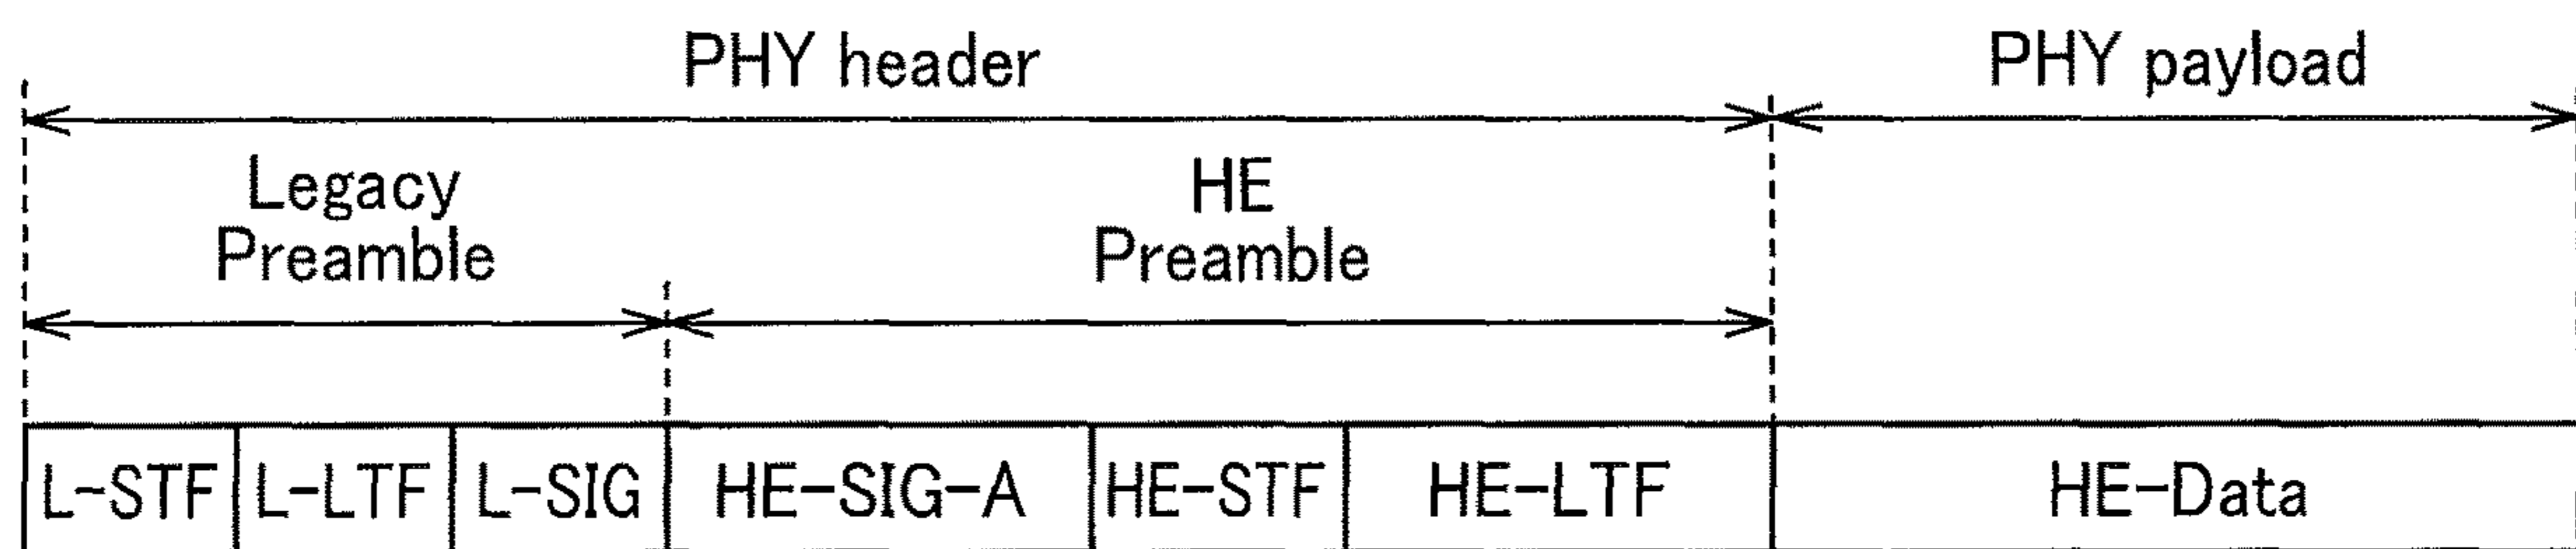 PHY header
PHY payload
Legacy
Preamble
HE
Preamble
L-STF
L-LTF
L-SIG
HE-SIG-A
HE-STF
HE-LTF
HE-Data